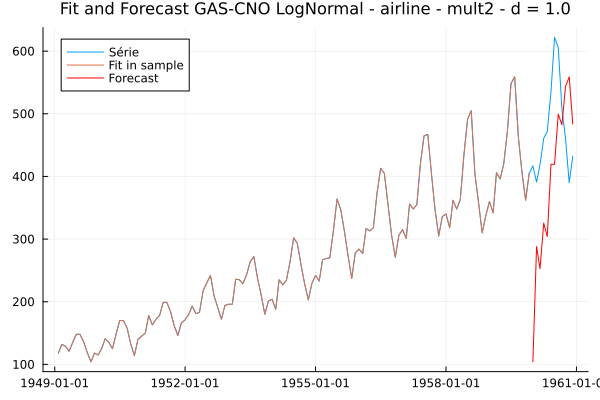 Fit and Forecast GAS-CNO LogNormal - airline - mult2 - d = 1.0
Série
Fit in sample
Forecast
600
500
400
300
200
100
1949-01-01
1952-01-01
1955-01-01
1958-01-01
1961-01-0